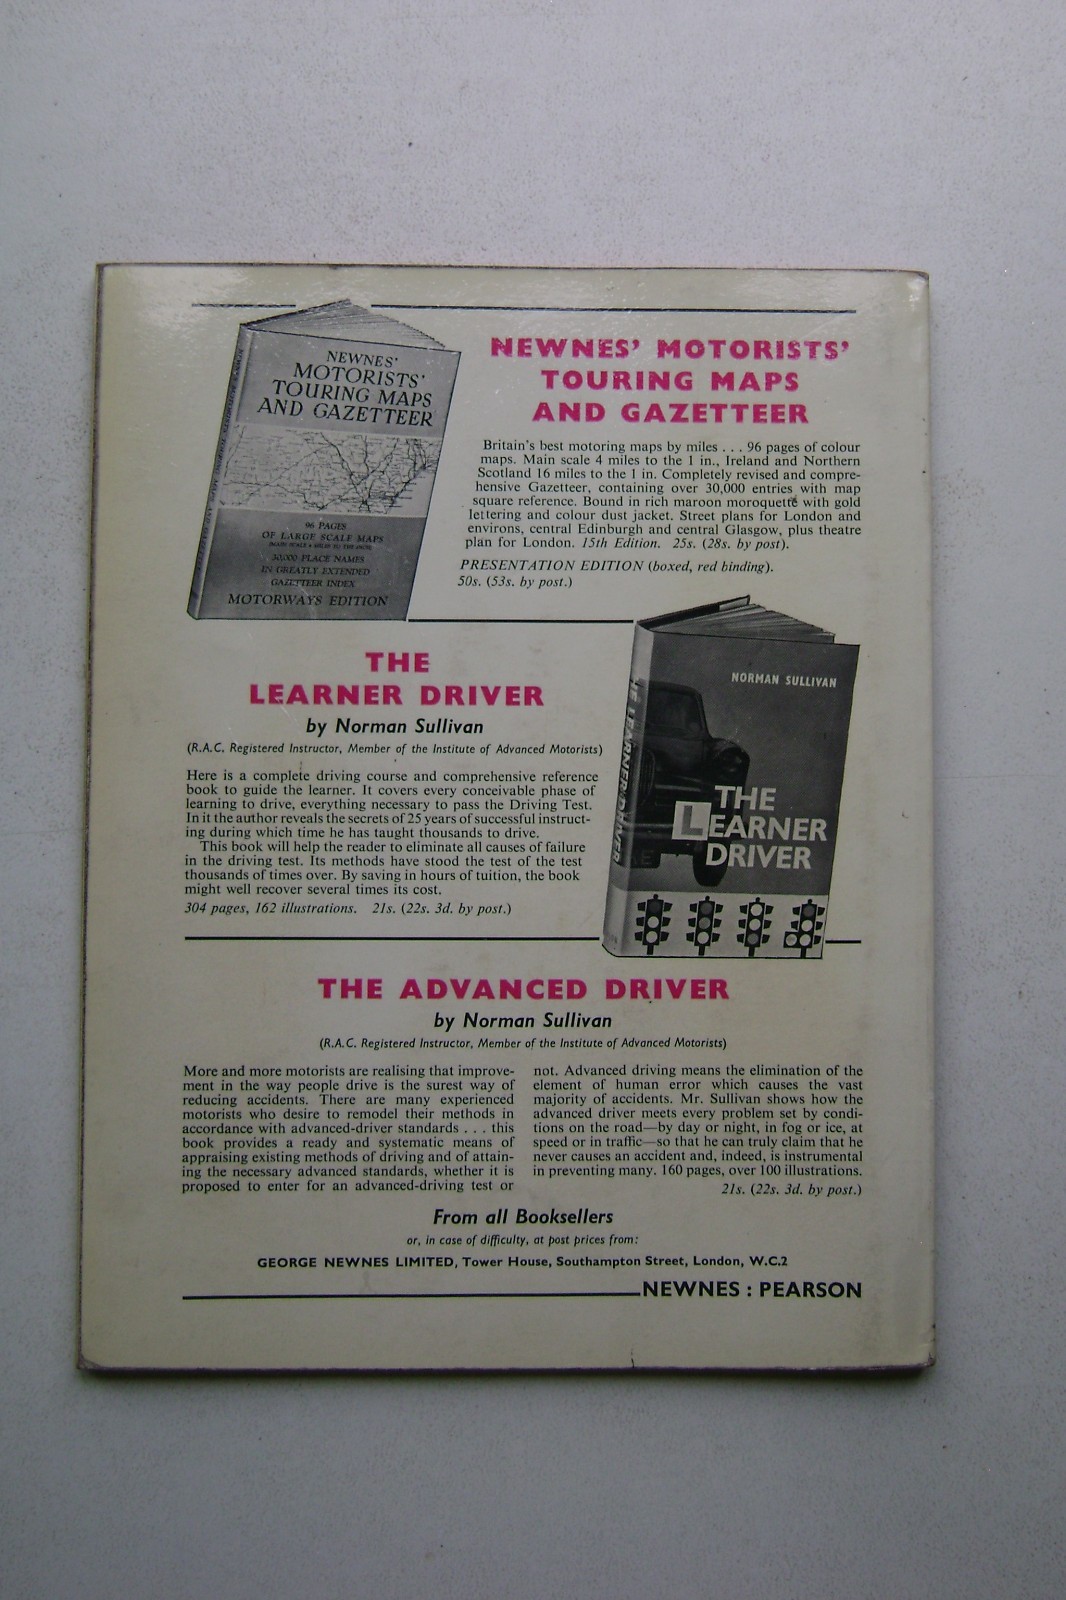 NEWNES'
MOTORISTS'
TOURING MAPS
AND GAZETTEER
96 PAGES
OF LARGE SCALE MAPS
(MAIN SCALE 4 MILES TO THE INCH)
30,000 PLACE NAMES
IN GREATLY EXTENDED
GAZETTEER INDEX
MOTORWAYS EDITION
NEWNES' MOTORISTS'
TOURING MAPS
AND GAZETTEER
Britain's best motoring maps by miles . . . 96 pages of colour
maps. Main scale 4 miles to the 1 in., Ireland and Northern
Scotland 16 miles to the 1 in. Completely revised and compre-
hensive Gazetteer, containing over 30,000 entries with map
square reference. Bound in rich maroon moroquette with gold
lettering and colour dust jacket. Street plans for London and
environs, central Edinburgh and central Glasgow, plus theatre
plan for London. 15th Edition. 25s. (28s. by post).
PRESENTATION EDITION (boxed, red binding).
50s. (53s. by post.)
THE
LEARNER DRIVER
by Norman Sullivan
(R.A.C. Registered Instructor, Member of the Institute of Advanced Motorists)
Here is a complete driving course and comprehensive reference
book to guide the learner. It covers every conceivable phase of
learning to drive, everything necessary to pass the Driving Test.
In it the author reveals the secrets of 25 years of successful instruct-
ing during which time he has taught thousands to drive.
This book will help the reader to eliminate all causes of failure
in the driving test. Its methods have stood the test of the test
thousands of times over. By saving in hours of tuition, the book
might well recover several times its cost.
304 pages, 162 illustrations. 21s. (22s. 3d. by post.)
NORMAN SULLIVAN
THE
LEARNER
DRIVER
THE LEARNER DRIVER
THE ADVANCED DRIVER
by Norman Sullivan
(R.A.C. Registered Instructor, Member of the Institute of Advanced Motorists)
More and more motorists are realising that improve-
ment in the way people drive is the surest way of
reducing accidents. There are many experienced
motorists who desire to remodel their methods in
accordance with advanced-driver standards . . . this
book provides a ready and systematic means of
appraising existing methods of driving and of attain-
ing the necessary advanced standards, whether it is
proposed to enter for an advanced-driving test or
not. Advanced driving means the elimination of the
element of human error which causes the vast
majority of accidents. Mr. Sullivan shows how the
advanced driver meets every problem set by condi-
tions on the road—by day or night, in fog or ice, at
speed or in traffic—so that he can truly claim that he
never causes an accident and, indeed, is instrumental
in preventing many. 160 pages, over 100 illustrations.
21s. (22s. 3d. by post.)
From all Booksellers
or, in case of difficulty, at post prices from:
GEORGE NEWNES LIMITED, Tower House, Southampton Street, London, W.C.2
NEWNES : PEARSON